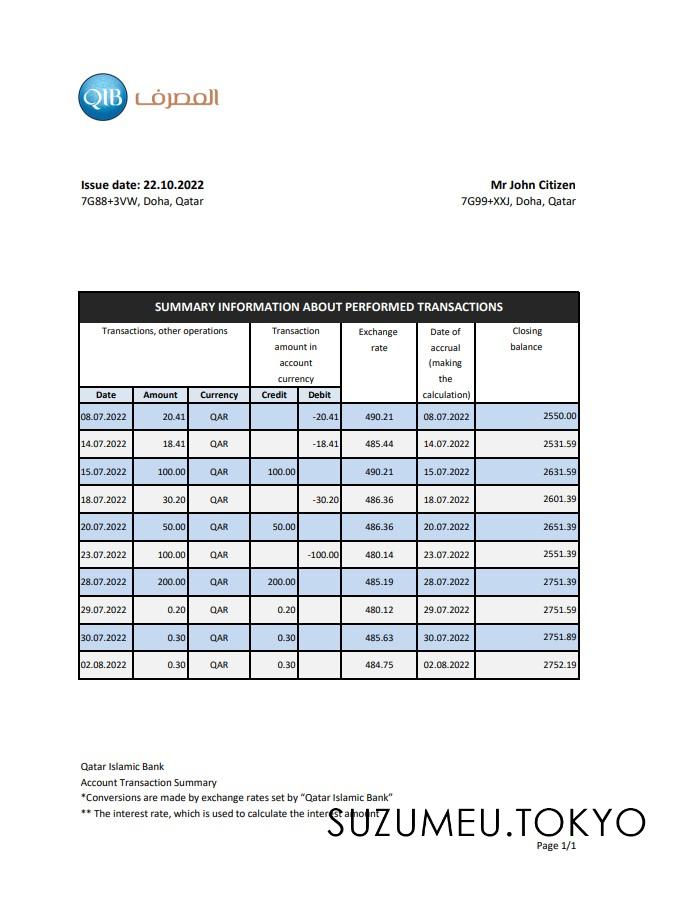 QIB المصرف
Issue date: 22.10.2022 Mr John Citizen
7G88+3VW, Doha, Qatar 7G99+XXJ, Doha, Qatar
SUMMARY INFORMATION ABOUT PERFORMED TRANSACTIONS
Transactions, other operations Transaction amount in account currency Exchange rate Date of accrual (making the calculation) Closing balance
Date Amount Currency Credit Debit
08.07.2022 20.41 QAR -20.41 490.21 08.07.2022 2550.00
14.07.2022 18.41 QAR -18.41 485.44 14.07.2022 2531.59
15.07.2022 100.00 QAR 100.00 490.21 15.07.2022 2631.59
18.07.2022 30.20 QAR -30.20 486.36 18.07.2022 2601.39
20.07.2022 50.00 QAR 50.00 486.36 20.07.2022 2651.39
23.07.2022 100.00 QAR -100.00 480.14 23.07.2022 2551.39
28.07.2022 200.00 QAR 200.00 485.19 28.07.2022 2751.39
29.07.2022 0.20 QAR 0.20 480.12 29.07.2022 2751.59
30.07.2022 0.30 QAR 0.30 485.63 30.07.2022 2751.89
02.08.2022 0.30 QAR 0.30 484.75 02.08.2022 2752.19
Qatar Islamic Bank
Account Transaction Summary
*Conversions are made by exchange rates set by “Qatar Islamic Bank”
** The interest rate, which is used to calculate the interest amount
SUZUMEU.TOKYO
Page 1/1